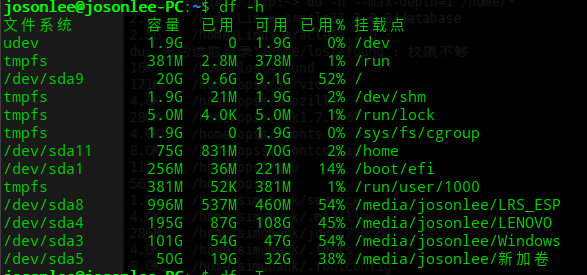 josonlee@josonlee-PC:~$ df -h
文件系统 容量 已用 可用 已用% 挂载点
udev 1.9G 0 1.9G 0% /dev
tmpfs 381M 2.8M 378M 1% /run
/dev/sda9 20G 9.6G 9.1G 52% /
tmpfs 1.9G 21M 1.9G 2% /dev/shm
tmpfs 5.0M 4.0K 5.0M 1% /run/lock
tmpfs 1.9G 0 1.9G 0% /sys/fs/cgroup
/dev/sda11 75G 831M 70G 2% /home
/dev/sda1 256M 36M 221M 14% /boot/efi
tmpfs 381M 52K 381M 1% /run/user/1000
/dev/sda8 996M 537M 460M 54% /media/josonlee/LRS_ESP
/dev/sda4 195G 87G 108G 45% /media/josonlee/LENOVO
/dev/sda3 101G 54G 47G 54% /media/josonlee/Windows
/dev/sda5 50G 19G 32G 38% /media/josonlee/新加卷